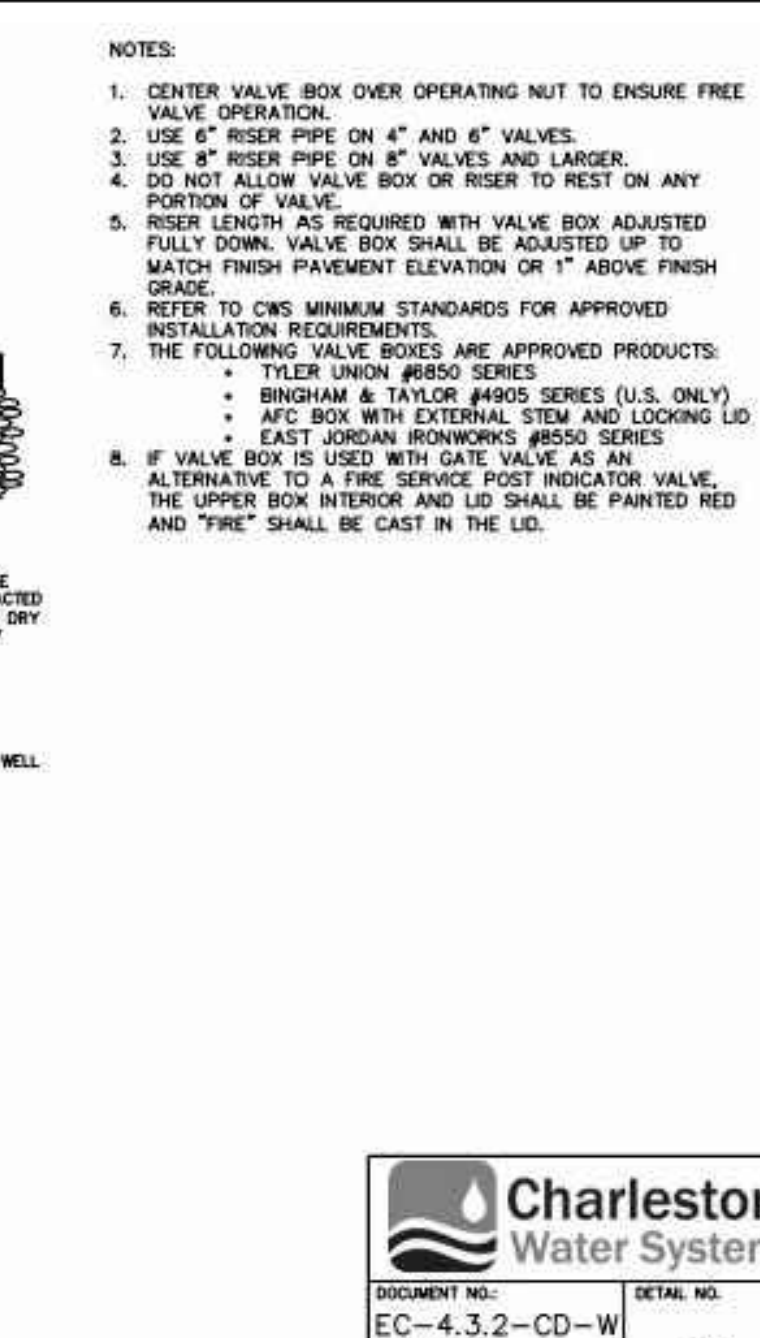 NOTES:
1. CENTER VALVE BOX OVER OPERATING NUT TO ENSURE FREE
VALVE OPERATION.
2. USE 6" RISER PIPE ON 4" AND 6" VALVES.
3. USE 8" RISER PIPE ON 8" VALVES AND LARGER.
4. DO NOT ALLOW VALVE BOX OR RISER TO REST ON ANY
PORTION OF VALVE.
5. RISER LENGTH AS REQUIRED WITH VALVE BOX ADJUSTED
FULLY DOWN. VALVE BOX SHALL BE ADJUSTED UP TO
MATCH FINISH PAVEMENT ELEVATION OR 1" ABOVE FINISH
GRADE.
6. REFER TO CWS MINIMUM STANDARDS FOR APPROVED
INSTALLATION REQUIREMENTS.
7. THE FOLLOWING VALVE BOXES ARE APPROVED PRODUCTS:
• TYLER UNION #6850 SERIES
• BINGHAM & TAYLOR #4905 SERIES (U.S. ONLY)
• AFC BOX WITH EXTERNAL STEM AND LOCKING LID
• EAST JORDAN IRONWORKS #8550 SERIES
8. IF VALVE BOX IS USED WITH GATE VALVE AS AN
ALTERNATIVE TO A FIRE SERVICE POST INDICATOR VALVE,
THE UPPER BOX INTERIOR AND LID SHALL BE PAINTED RED
AND "FIRE" SHALL BE CAST IN THE LID.
E
ACTED
DRY
WELL
Charleston
Water System
DOCUMENT NO.:
DETAIL NO.
EC-4.3.2-CD-W